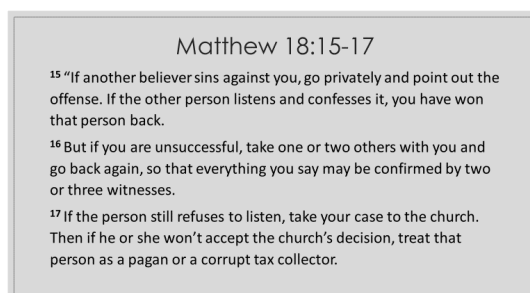 Matthew 18:15-17
15 “If another believer sins against you, go privately and point out the
offense. If the other person listens and confesses it, you have won
that person back.
16 But if you are unsuccessful, take one or two others with you and
go back again, so that everything you say may be confirmed by two
or three witnesses.
17 If the person still refuses to listen, take your case to the church.
Then if he or she won’t accept the church’s decision, treat that
person as a pagan or a corrupt tax collector.